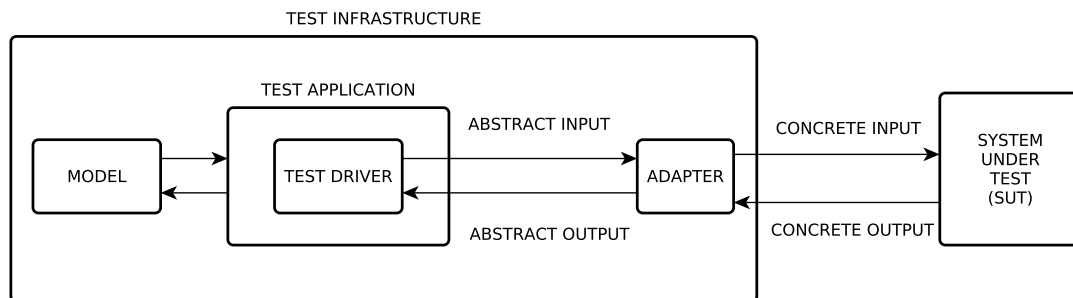 TEST INFRASTRUCTURE
TEST APPLICATION
ABSTRACT INPUT
CONCRETE INPUT
MODEL
TEST DRIVER
ADAPTER
SYSTEM
UNDER
TEST
(SUT)
ABSTRACT OUTPUT
CONCRETE OUTPUT